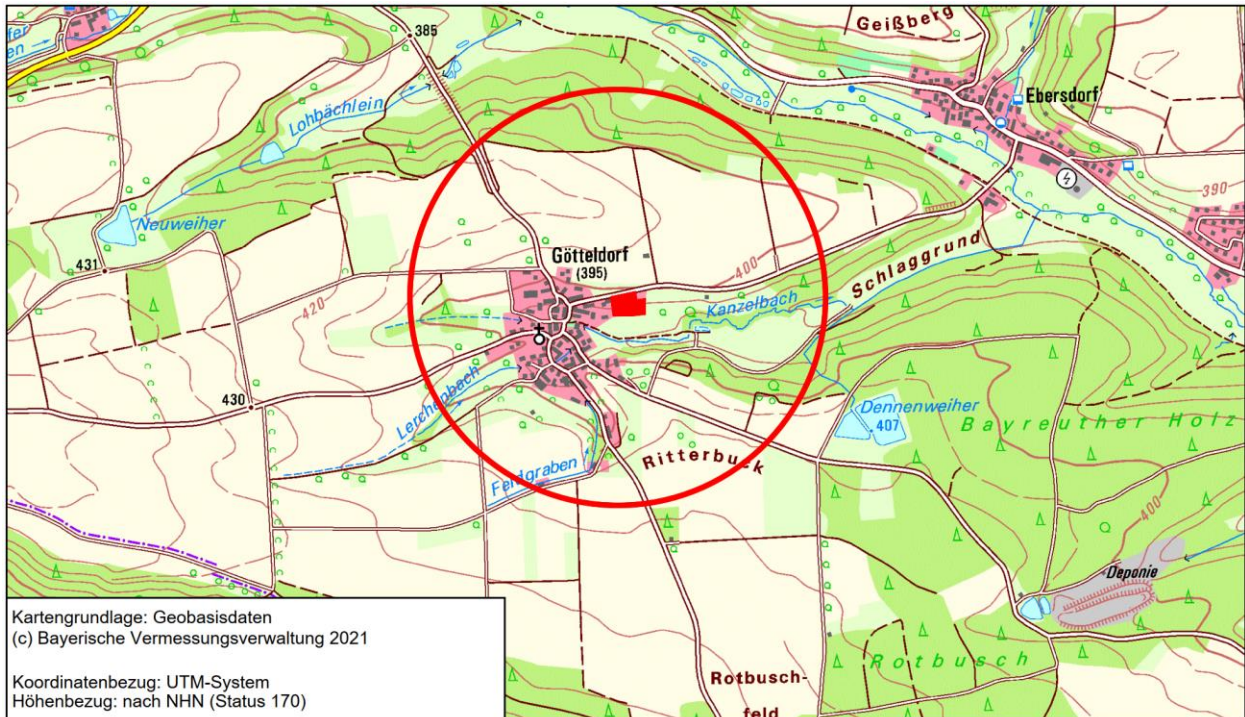 Geißberg
385
fer
en
Lohbächlein
Ebersdorf
390
Neuweiher
431
Götteldorf
(395)
400
Schlaggrund
Kanzelbach
420
430
Lerchenbach
Dennenweiher
407
Bayreuther Holz
Ritterbuck
Feldgraben
400
Deponie
Rotbusch
Rotbusch-
feld
Kartengrundlage: Geobasisdaten
(c) Bayerische Vermessungsverwaltung 2021
Koordinatenbezug: UTM-System
Höhenbezug: nach NHN (Status 170)